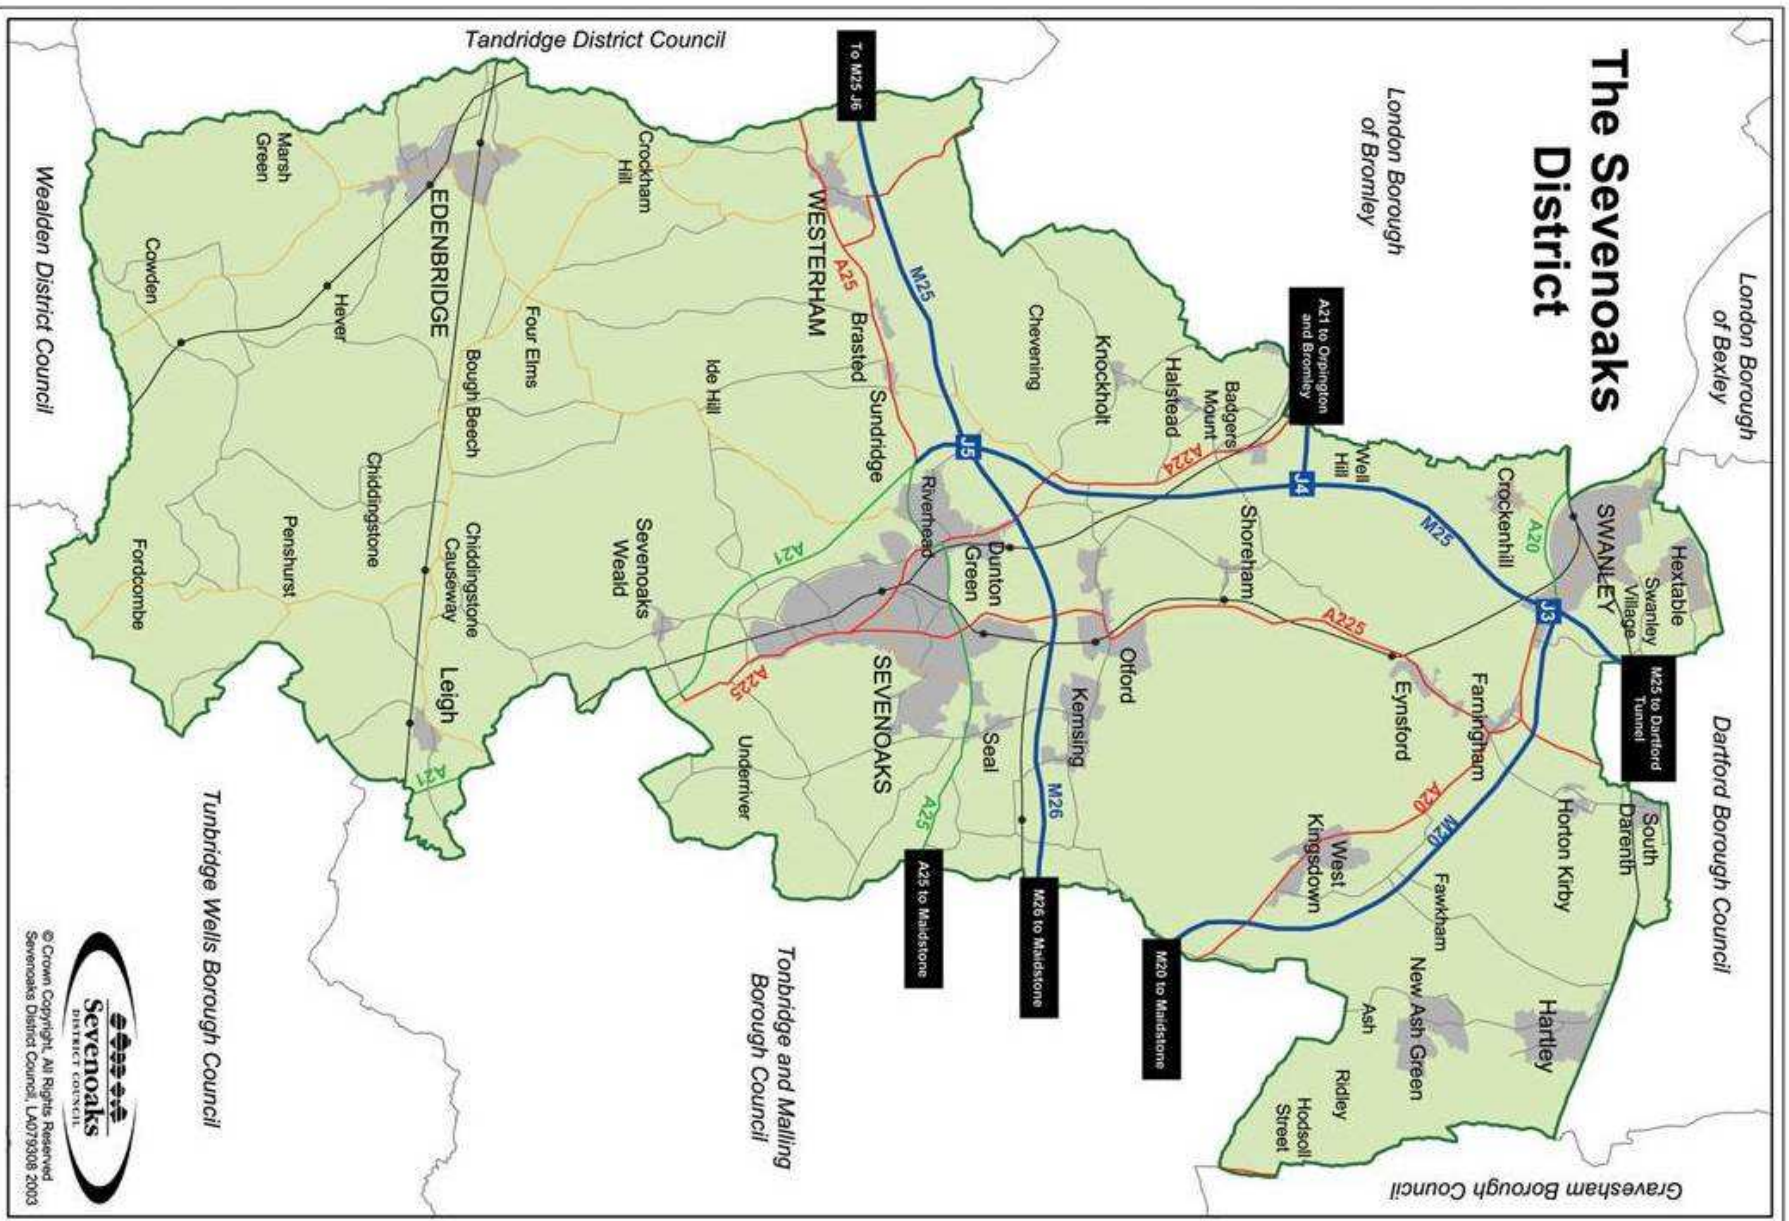 The Sevenoaks
District
London Borough
of Bexley
London Borough
of Bromley
Dartford Borough Council
Gravesham Borough Council
Tandridge District Council
Tonbridge and Malling
Borough Council
Wealden District Council
Tunbridge Wells Borough Council
M25 to Dartford
Tunnel
A21 to Orpington
and Bromley
To M25 J6
M20 to Maidstone
M26 to Maidstone
A25 to Maidstone
Hextable
Swanley
Village
SWANLEY
A20
Crockenhill
J3
M25
Well
Hill
J4
South
Darenth
Horton Kirby
Farningham
Eynsford
A225
A20
M20
Fawkham
Hartley
New Ash Green
Ash
Ridley
Hodsoll
Street
West
Kingsdown
Badgers
Mount
A224
Halstead
Knockholt
Chevening
Shoreham
Otford
Kemsing
M26
J5
M25
Dunton
Green
Riverhead
Seal
A25
SEVENOAKS
Sundridge
Brasted
A25
WESTERHAM
A21
A225
Underriver
Ide Hill
Sevenoaks
Weald
Crockham
Hill
Four Elms
Bough Beech
Chiddingstone
Causeway
Leigh
A21
EDENBRIDGE
Chiddingstone
Hever
Marsh
Green
Penshurst
Cowden
Fordcombe
Sevenoaks
DISTRICT COUNCIL
© Crown Copyright, All Rights Reserved
Sevenoaks District Council, LA079308 2003